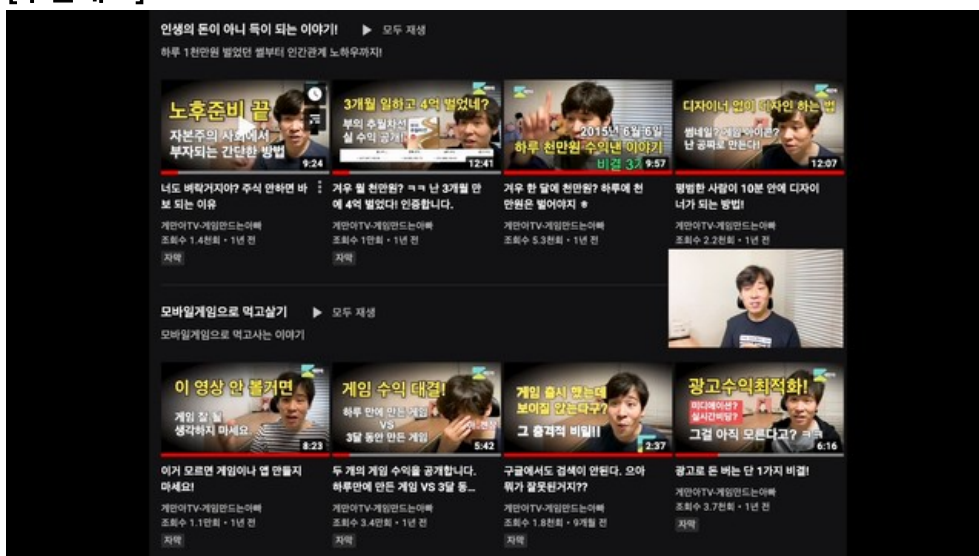 인생의 돈이 아니 득이 되는 이야기! ▶ 모두 재생
하루 1천만원 벌었던 썰부터 인간관계 노하우까지!
노후준비 끝
자본주의 사회에서
부자되는 간단한 방법
9:24
3개월 일하고 4억 벌었네?
부의 추월차선
실 수익 공개!
12:41
2015년 6월 6일
하루 천만원 수익낸 이야기
비결 3가
9:57
디자이너 없이 디자인 하는 법
썸네일? 게임 아이콘?
난 공짜로 만든다!
12:07
너도 벼락거지야? 주식 안하면 바
보 되는 이유
게만아TV-게임만드는아빠
조회수 1.4천회 • 1년 전
자막
겨우 월 천만원? ㅋㅋ 난 3개월 만
에 4억 벌었다! 인증합니다.
게만아TV-게임만드는아빠
조회수 1만회 • 1년 전
자막
겨우 한 달에 천만원? 하루에 천
만원은 벌어야지
게만아TV-게임만드는아빠
조회수 5.3천회 • 1년 전
평범한 사람이 10분 안에 디자이
너가 되는 방법!
게만아TV-게임만드는아빠
조회수 2.2천회 • 1년 전
모바일게임으로 먹고살기 ▶ 모두 재생
모바일게임으로 먹고사는 이야기
이 영상 안 볼거면
게임 잘 될
생각하지 마세요
8:23
게임 수익 대결!
하루 만에 만든 게임
VS
3달 동안 만든 게임
5:42
게임 출시 했는데
보이질 않는다구?
그 충격적 비밀!!
2:37
광고수익최적화!
미디에이션?
실시간비딩?
그걸 아직 모른다고? ㅋㅋ
6:16
이거 모르면 게임이나 앱 만들지
마세요!
게만아TV-게임만드는아빠
조회수 1.1만회 • 1년 전
자막
두 개의 게임 수익을 공개합니다.
하루만에 만든 게임 VS 3달 동...
게만아TV-게임만드는아빠
조회수 3.4만회 • 1년 전
자막
구글에서도 검색이 안된다. 으아
뭐가 잘못된거지??
게만아TV-게임만드는아빠
조회수 1.8천회 • 9개월 전
자막
광고로 돈 버는 단 1가지 비결!
게만아TV-게임만드는아빠
조회수 3.7천회 • 1년 전
자막